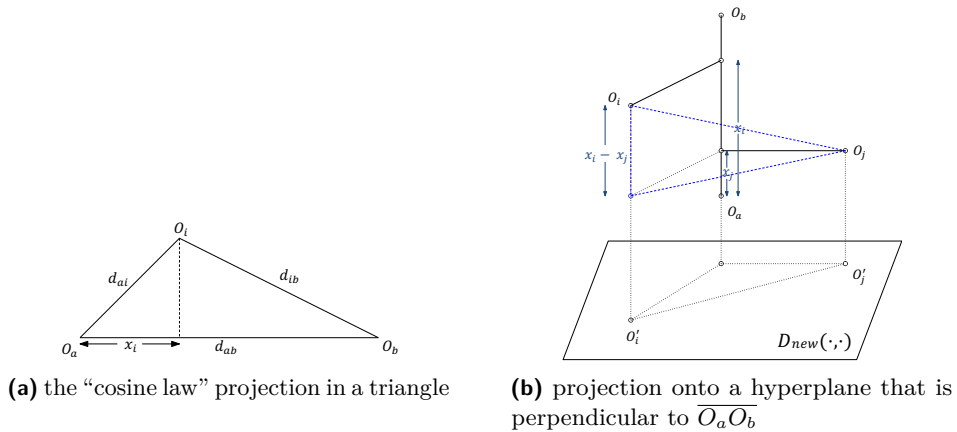 O_i
d_ai
d_ib
O_a
x_i
d_ab
O_b
(a) the “cosine law” projection in a triangle
O_b
O_i
x_i
x_i − x_j
O_j
x_j
O_a
O'_j
O'_i
D_new(·,·)
(b) projection onto a hyperplane that is
perpendicular to O_aO_b